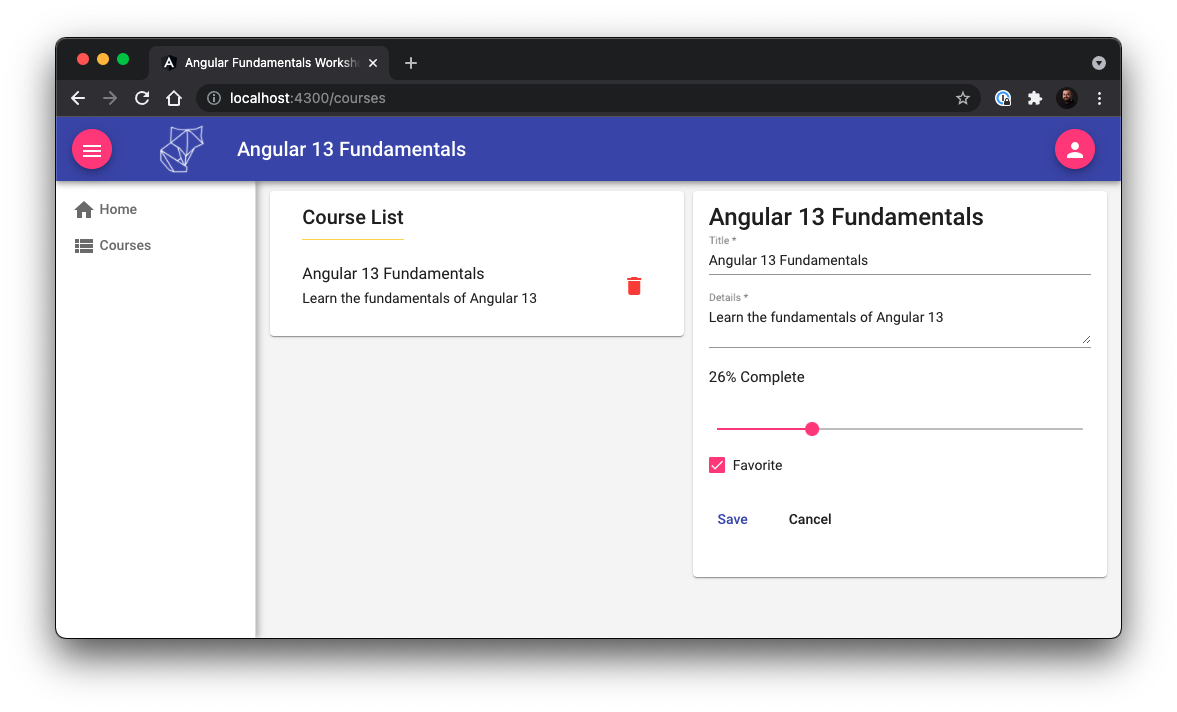 Angular Fundamentals Worksh
localhost:4300/courses
Angular 13 Fundamentals
Home
Courses
Course List
Angular 13 Fundamentals
Learn the fundamentals of Angular 13
Angular 13 Fundamentals
Title *
Angular 13 Fundamentals
Details *
Learn the fundamentals of Angular 13
26% Complete
Favorite
Save Cancel